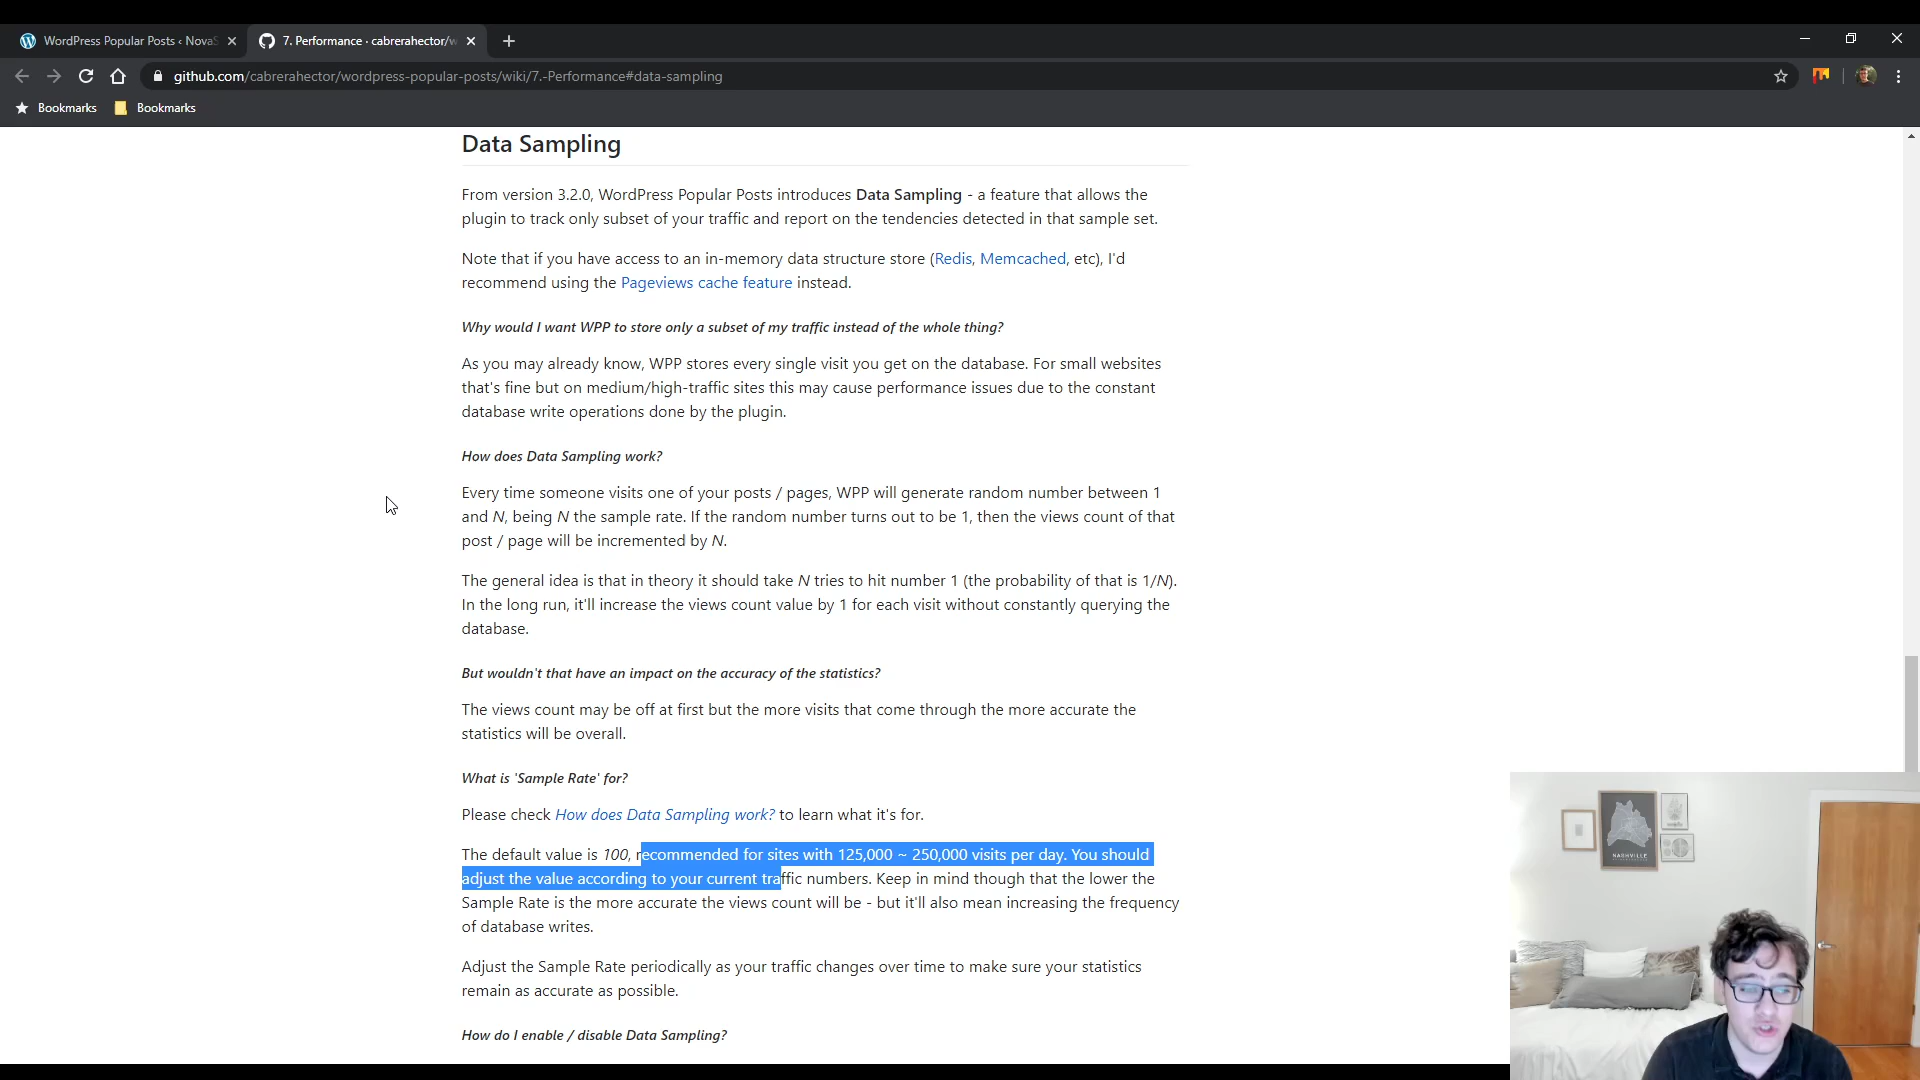 WordPress Popular Posts ‹ NovaS
7. Performance · cabrerahector/w
github.com/cabrerahector/wordpress-popular-posts/wiki/7.-Performance#data-sampling
Bookmarks
Bookmarks
Data Sampling
From version 3.2.0, WordPress Popular Posts introduces Data Sampling - a feature that allows the
plugin to track only subset of your traffic and report on the tendencies detected in that sample set.
Note that if you have access to an in-memory data structure store (Redis, Memcached, etc), I'd
recommend using the Pageviews cache feature instead.
Why would I want WPP to store only a subset of my traffic instead of the whole thing?
As you may already know, WPP stores every single visit you get on the database. For small websites
that's fine but on medium/high-traffic sites this may cause performance issues due to the constant
database write operations done by the plugin.
How does Data Sampling work?
Every time someone visits one of your posts / pages, WPP will generate random number between 1
and N, being N the sample rate. If the random number turns out to be 1, then the views count of that
post / page will be incremented by N.
The general idea is that in theory it should take N tries to hit number 1 (the probability of that is 1/N).
In the long run, it'll increase the views count value by 1 for each visit without constantly querying the
database.
But wouldn't that have an impact on the accuracy of the statistics?
The views count may be off at first but the more visits that come through the more accurate the
statistics will be overall.
What is 'Sample Rate' for?
Please check How does Data Sampling work? to learn what it's for.
The default value is 100, recommended for sites with 125,000 ~ 250,000 visits per day. You should
adjust the value according to your current traffic numbers. Keep in mind though that the lower the
Sample Rate is the more accurate the views count will be - but it'll also mean increasing the frequency
of database writes.
Adjust the Sample Rate periodically as your traffic changes over time to make sure your statistics
remain as accurate as possible.
How do I enable / disable Data Sampling?
NASHVILLE